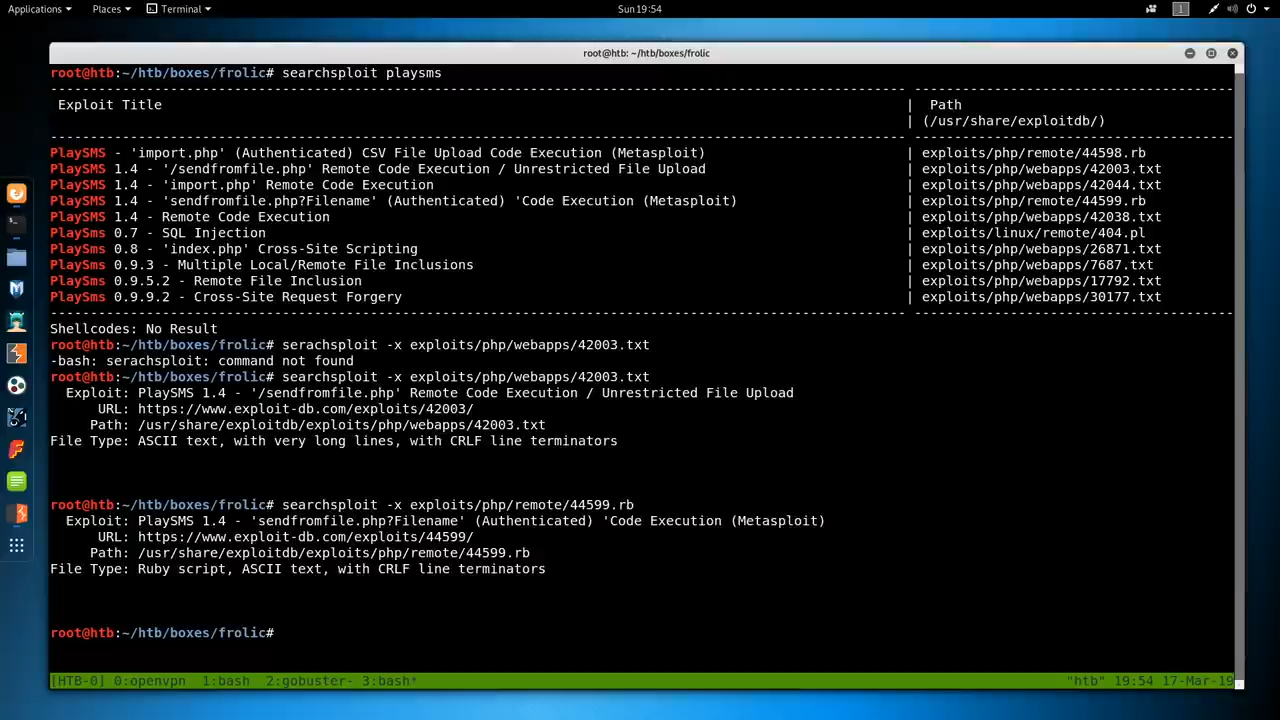 Applications Places Terminal Sun 19:54 1
root@htb: ~/htb/boxes/frolic
root@htb:~/htb/boxes/frolic# searchsploit playsms
---------------------------------------------------------------------------------------------------------- ----------------------------------------
Exploit Title | Path
| (/usr/share/exploitdb/)
---------------------------------------------------------------------------------------------------------- ----------------------------------------
PlaySMS - 'import.php' (Authenticated) CSV File Upload Code Execution (Metasploit) | exploits/php/remote/44598.rb
PlaySMS 1.4 - '/sendfromfile.php' Remote Code Execution / Unrestricted File Upload | exploits/php/webapps/42003.txt
PlaySMS 1.4 - 'import.php' Remote Code Execution | exploits/php/webapps/42044.txt
PlaySMS 1.4 - 'sendfromfile.php?Filename' (Authenticated) 'Code Execution (Metasploit) | exploits/php/remote/44599.rb
PlaySMS 1.4 - Remote Code Execution | exploits/php/webapps/42038.txt
PlaySms 0.7 - SQL Injection | exploits/linux/remote/404.pl
PlaySms 0.8 - 'index.php' Cross-Site Scripting | exploits/php/webapps/26871.txt
PlaySms 0.9.3 - Multiple Local/Remote File Inclusions | exploits/php/webapps/7687.txt
PlaySms 0.9.5.2 - Remote File Inclusion | exploits/php/webapps/17792.txt
PlaySms 0.9.9.2 - Cross-Site Request Forgery | exploits/php/webapps/30177.txt
---------------------------------------------------------------------------------------------------------- ----------------------------------------
Shellcodes: No Result
root@htb:~/htb/boxes/frolic# serachsploit -x exploits/php/webapps/42003.txt
-bash: serachsploit: command not found
root@htb:~/htb/boxes/frolic# searchsploit -x exploits/php/webapps/42003.txt
Exploit: PlaySMS 1.4 - '/sendfromfile.php' Remote Code Execution / Unrestricted File Upload
URL: https://www.exploit-db.com/exploits/42003/
Path: /usr/share/exploitdb/exploits/php/webapps/42003.txt
File Type: ASCII text, with very long lines, with CRLF line terminators
root@htb:~/htb/boxes/frolic# searchsploit -x exploits/php/remote/44599.rb
Exploit: PlaySMS 1.4 - 'sendfromfile.php?Filename' (Authenticated) 'Code Execution (Metasploit)
URL: https://www.exploit-db.com/exploits/44599/
Path: /usr/share/exploitdb/exploits/php/remote/44599.rb
File Type: Ruby script, ASCII text, with CRLF line terminators
root@htb:~/htb/boxes/frolic#
[HTB-0] 0:openvpn 1:bash 2:gobuster- 3:bash* "htb" 19:54 17-Mar-19